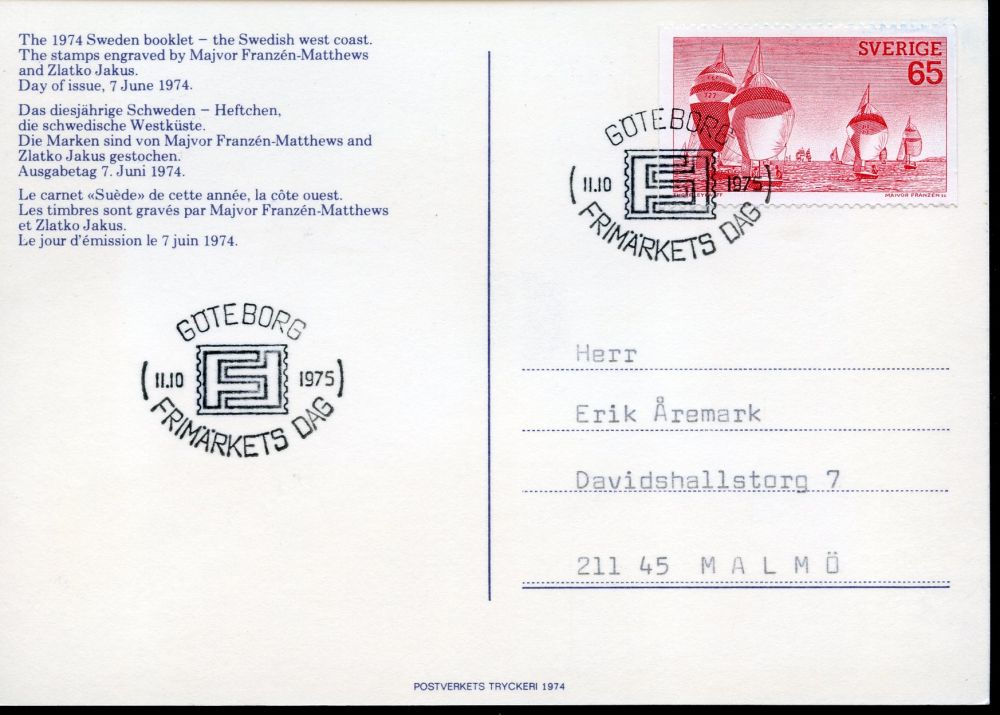 The 1974 Sweden booklet – the Swedish west coast.
The stamps engraved by Majvor Franzén-Matthews
and Zlatko Jakus.
Day of issue, 7 June 1974.
Das diesjährige Schweden – Heftchen,
die schwedische Westküste.
Die Marken sind von Majvor Franzén-Matthews and
Zlatko Jakus gestochen.
Ausgabetag 7. Juni 1974.
Le carnet «Suède» de cette année, la côte ouest.
Les timbres sont gravés par Majvor Franzén-Matthews
et Zlatko Jakus.
Le jour d'émission le 7 juin 1974.
SVERIGE
65
MAJVOR FRANZÉN SC
GÖTEBORG
(11.10 1975)
FRIMÄRKETS DAG
GÖTEBORG
(11.10 1975)
FRIMÄRKETS DAG
Herr
Erik Åremark
Davidshallstorg 7
211 45 MALMÖ
POSTVERKETS TRYCKERI 1974